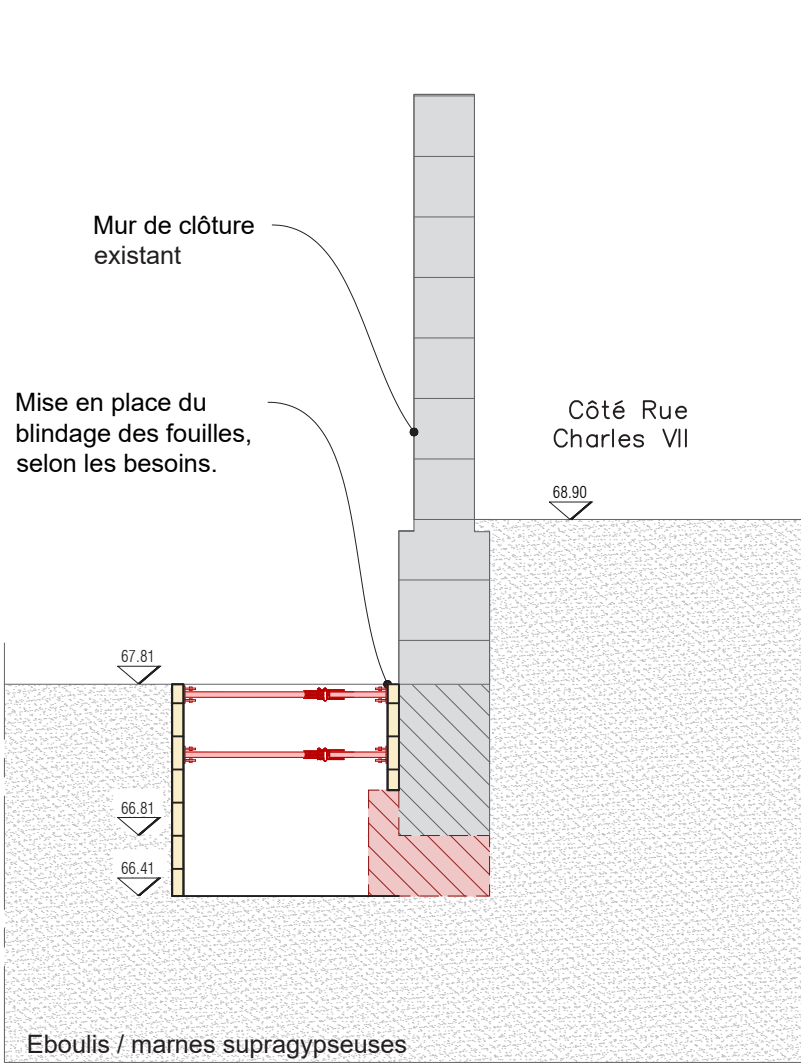 Mur de clôture
existant
Mise en place du
blindage des fouilles,
selon les besoins.
Côté Rue
Charles VII
68.90
67.81
66.81
66.41
Eboulis / marnes supragypseuses